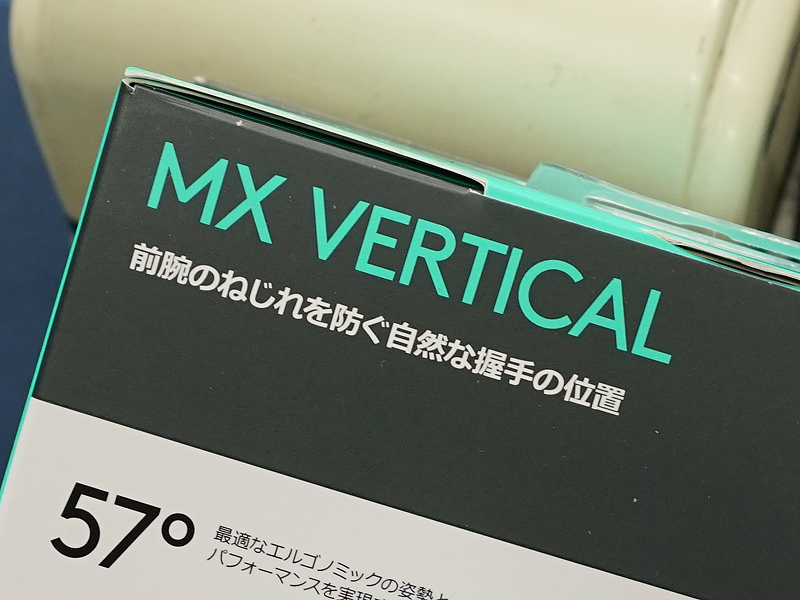 MX VERTICAL
前腕のねじれを防ぐ自然な握手の位置
57°
最適なエルゴノミックの姿勢と
パフォーマンスを実現